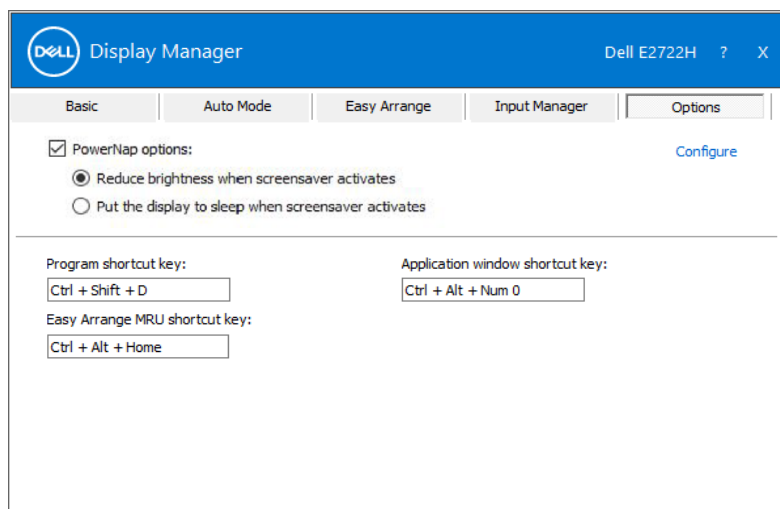 DELL Display Manager Dell E2722H ? X
Basic Auto Mode Easy Arrange Input Manager Options
PowerNap options: Configure
Reduce brightness when screensaver activates
Put the display to sleep when screensaver activates
Program shortcut key: Application window shortcut key:
Ctrl + Shift + D Ctrl + Alt + Num 0
Easy Arrange MRU shortcut key:
Ctrl + Alt + Home